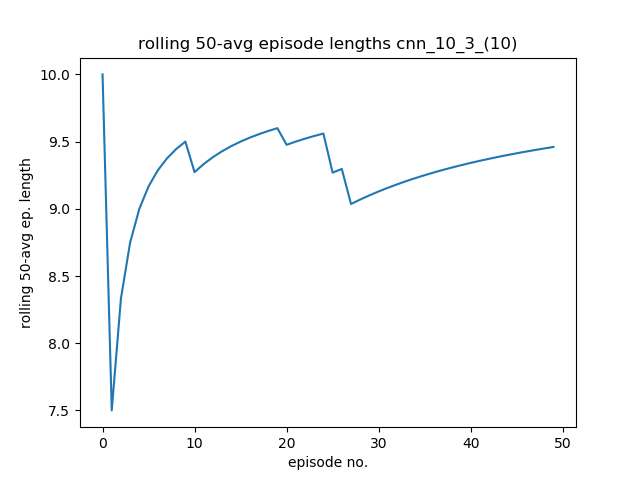 rolling 50-avg episode lengths cnn_10_3_(10)
10.0
9.5
9.0
8.5
8.0
7.5
rolling 50-avg ep. length
0 10 20 30 40 50
episode no.